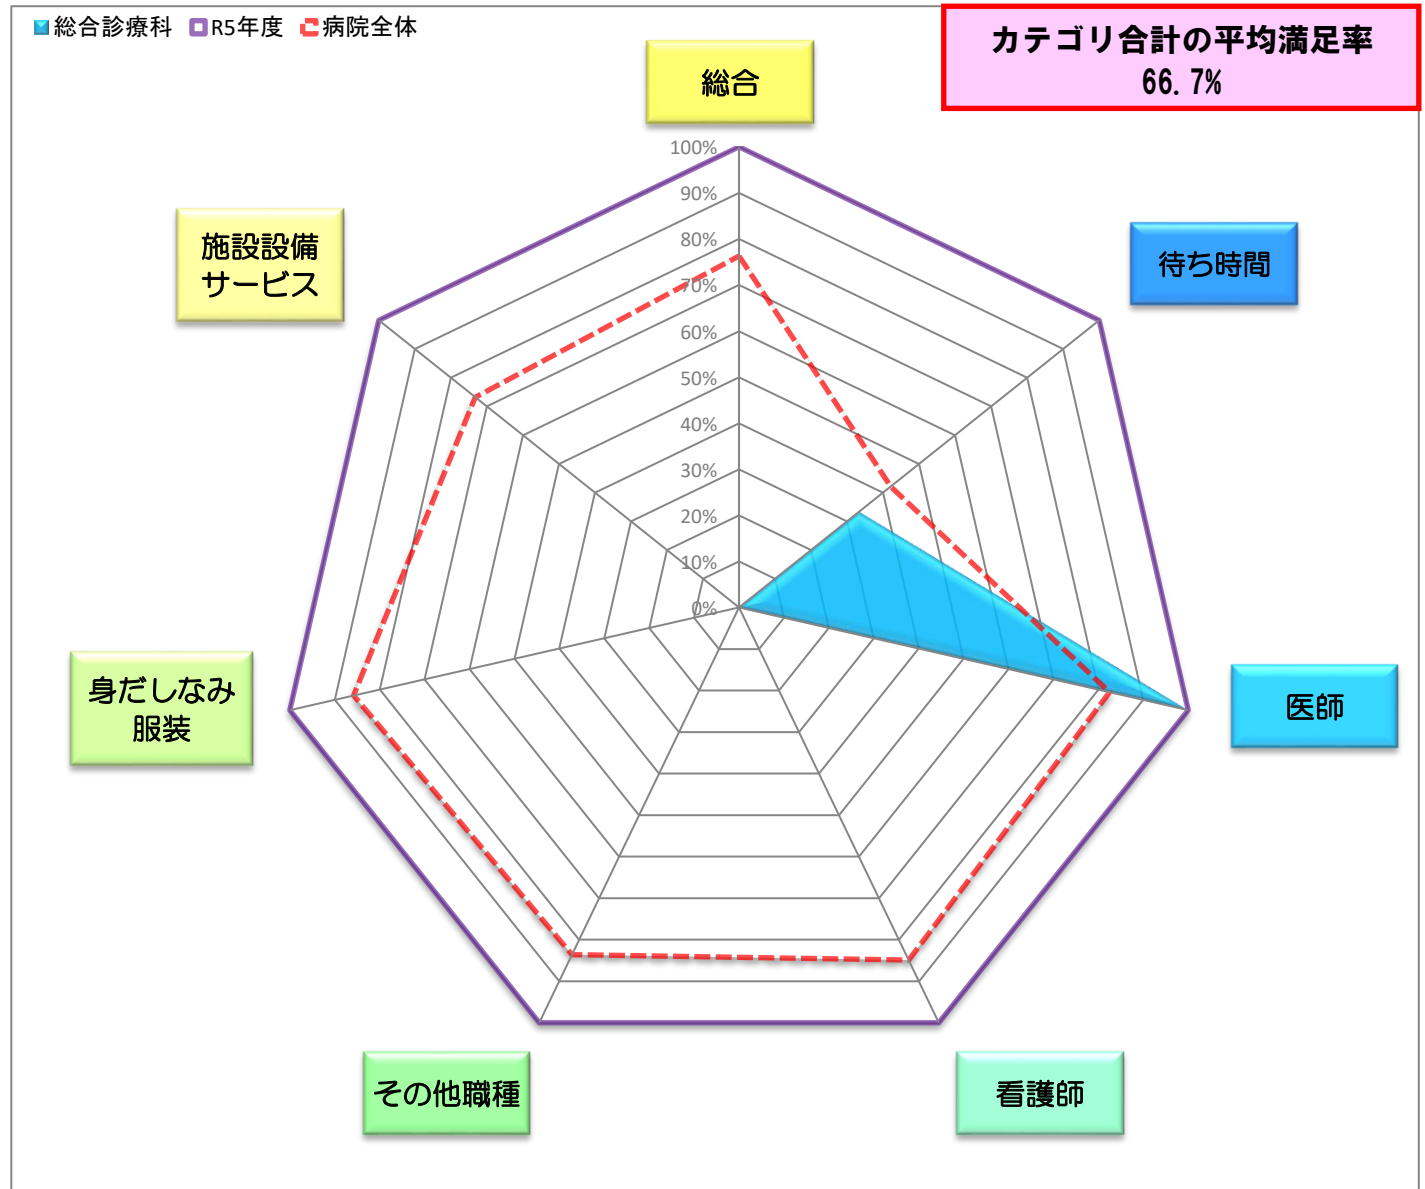 総合診療科 R5年度 病院全体
カテゴリ合計の平均満足率
66.7%
総合
待ち時間
医師
看護師
その他職種
身だしなみ
服装
施設設備
サービス
100%
90%
80%
70%
60%
50%
40%
30%
20%
10%
0%